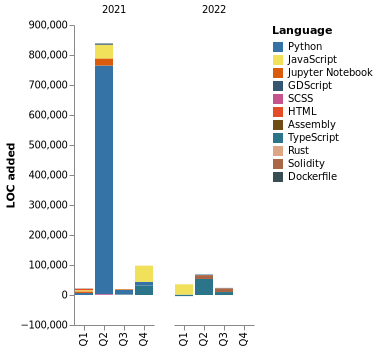 2021 2022
900,000
800,000
700,000
600,000
500,000
400,000
300,000
200,000
100,000
0
−100,000
LOC added
Q1 Q2 Q3 Q4 Q1 Q2 Q3 Q4
Language
Python
JavaScript
Jupyter Notebook
GDScript
SCSS
HTML
Assembly
TypeScript
Rust
Solidity
Dockerfile